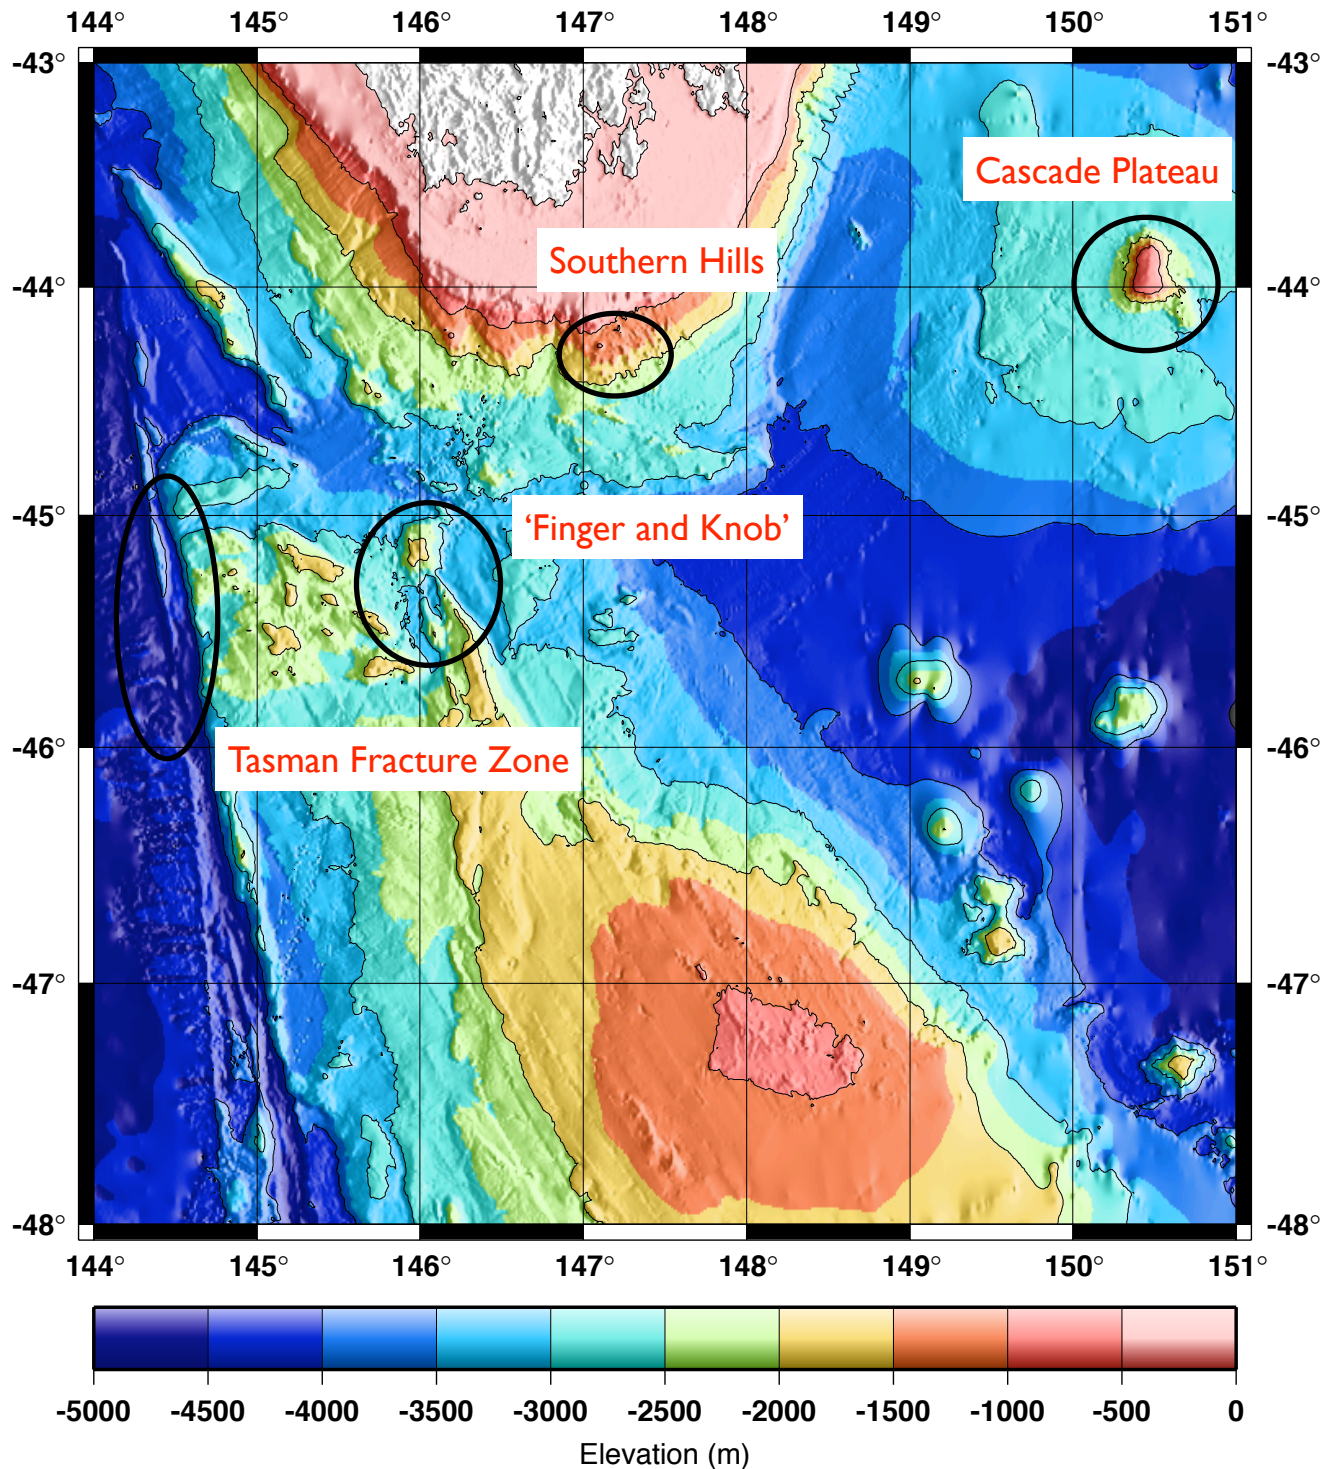 144° 145° 146° 147° 148° 149° 150° 151°
-43° -43°
Cascade Plateau
Southern Hills
-44° -44°
-45° -45°
‘Finger and Knob’
-46° -46°
Tasman Fracture Zone
-47° -47°
-48° -48°
144° 145° 146° 147° 148° 149° 150° 151°
-5000 -4500 -4000 -3500 -3000 -2500 -2000 -1500 -1000 -500 0
Elevation (m)